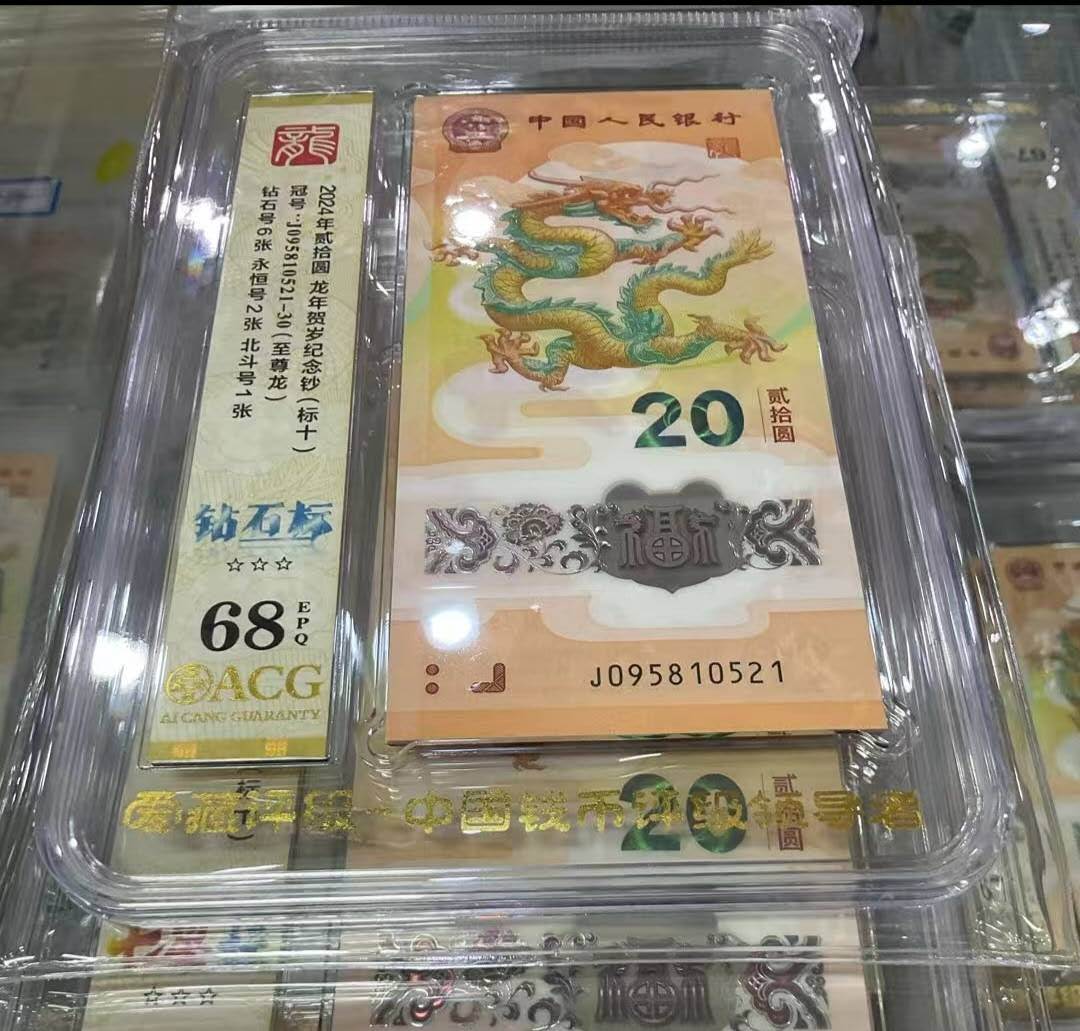 龍
2024年贰拾圆 龙年贺岁纪念钞(标十)
冠号:J095810521-30(至尊龙)
钻石号6张 永恒号2张 北斗号1张
钻石标
☆☆☆
68 EPQ
ACG
AI CANG GUARANTY
中国人民银行
20 贰拾圆
福
J095810521
爱藏评级-中国钱币评级领导者
20 贰 圆
☆☆☆